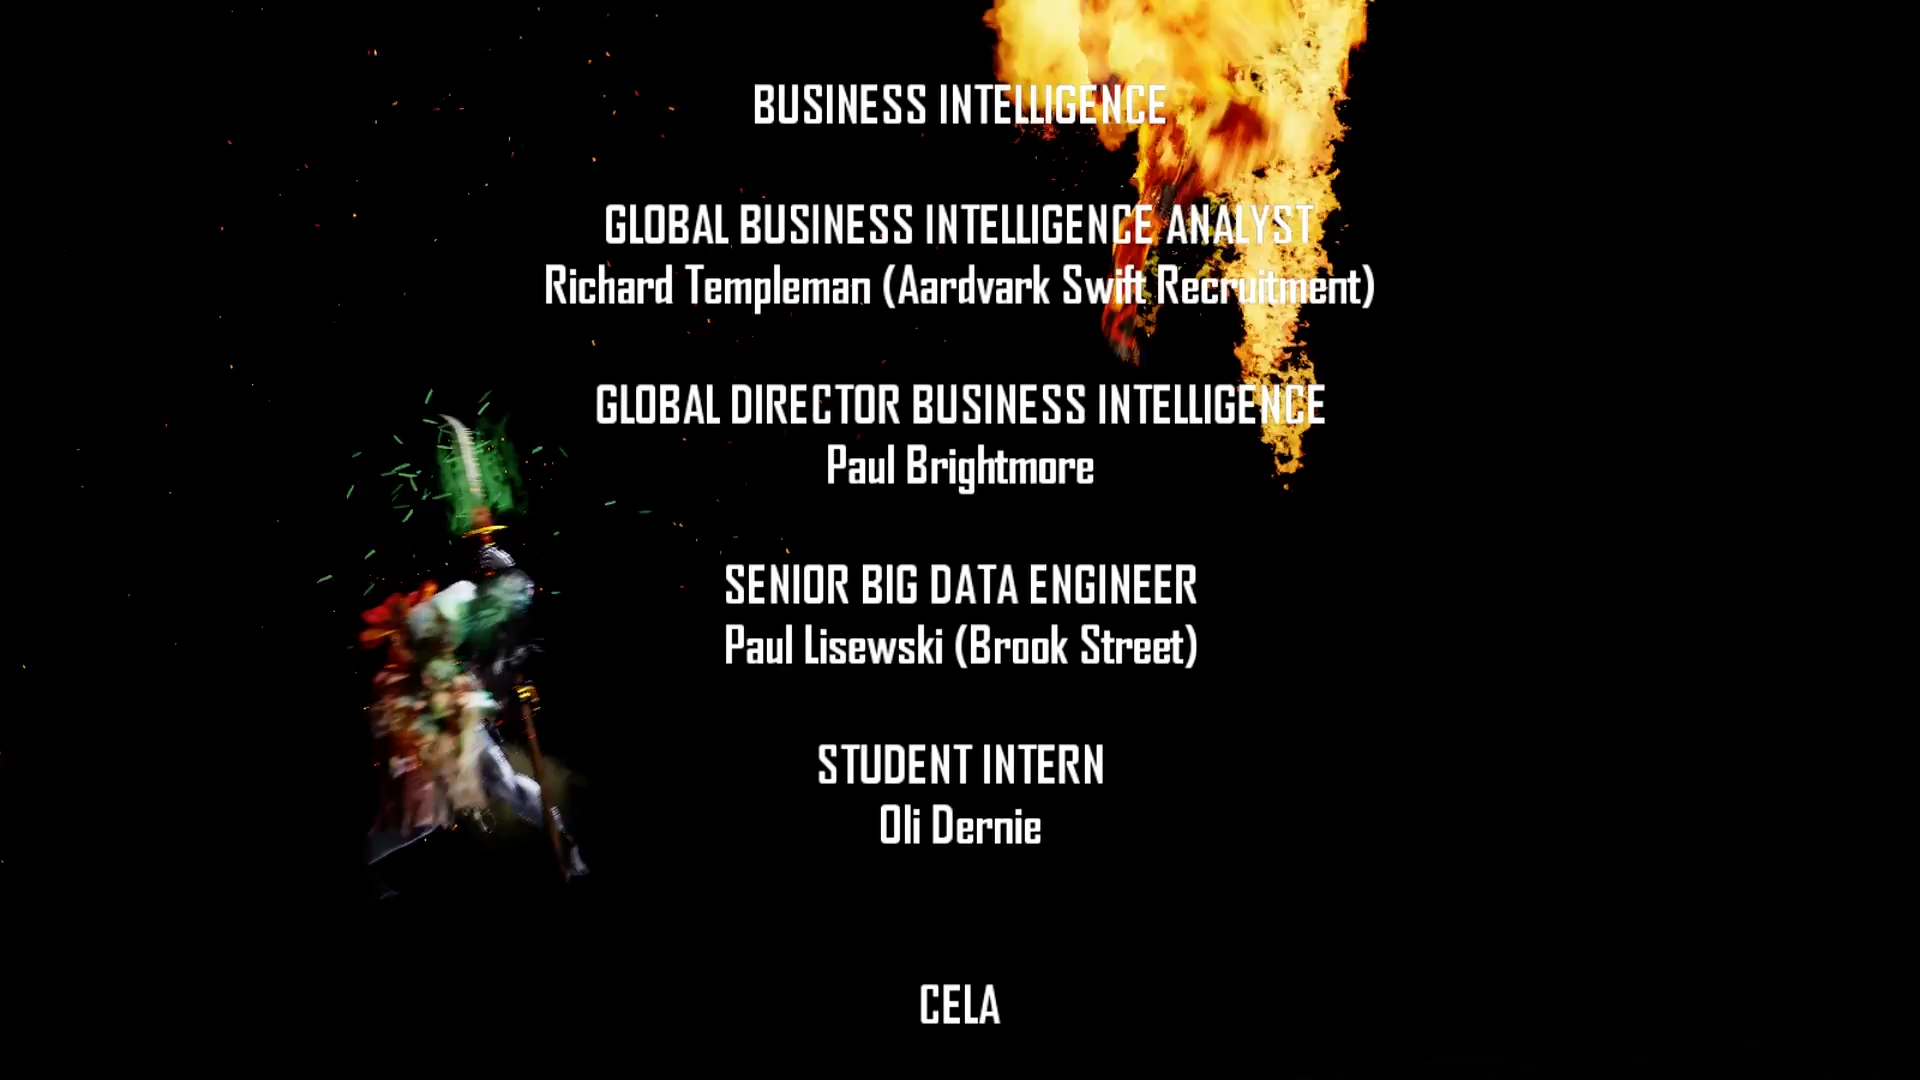 BUSINESS INTELLIGENCE
GLOBAL BUSINESS INTELLIGENCE ANALYST
Richard Templeman (Aardvark Swift Recruitment)
GLOBAL DIRECTOR BUSINESS INTELLIGENCE
Paul Brightmore
SENIOR BIG DATA ENGINEER
Paul Lisewski (Brook Street)
STUDENT INTERN
Oli Dernie
CELA